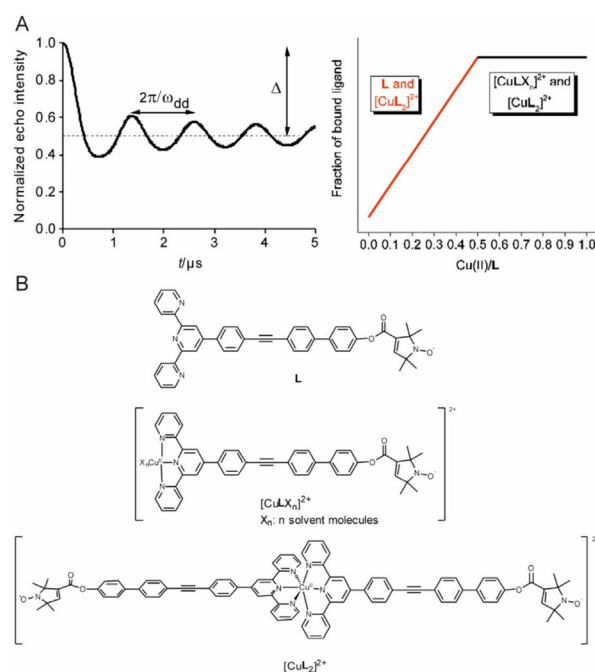 A
Normalized echo intensity
1.0
0.8
0.6
0.4
0.2
0.0
2π/ωdd
Δ
0 1 2 3 4 5
t/μs
Fraction of bound ligand
L and
[CuL2]2+
[CuLXn]2+ and
[CuL2]2+
0.0 0.1 0.2 0.3 0.4 0.5 0.6 0.7 0.8 0.9 1.0
Cu(II)/L
B
N
N
N
O
O
N-O·
L
2+
N
XnCuII
N
N
O
O
N-O·
[CuLXn]2+
Xn: n solvent molecules
·O-N
O
O
N
N
N
CuII
N
N
N
O
O
N-O·
[CuL2]2+